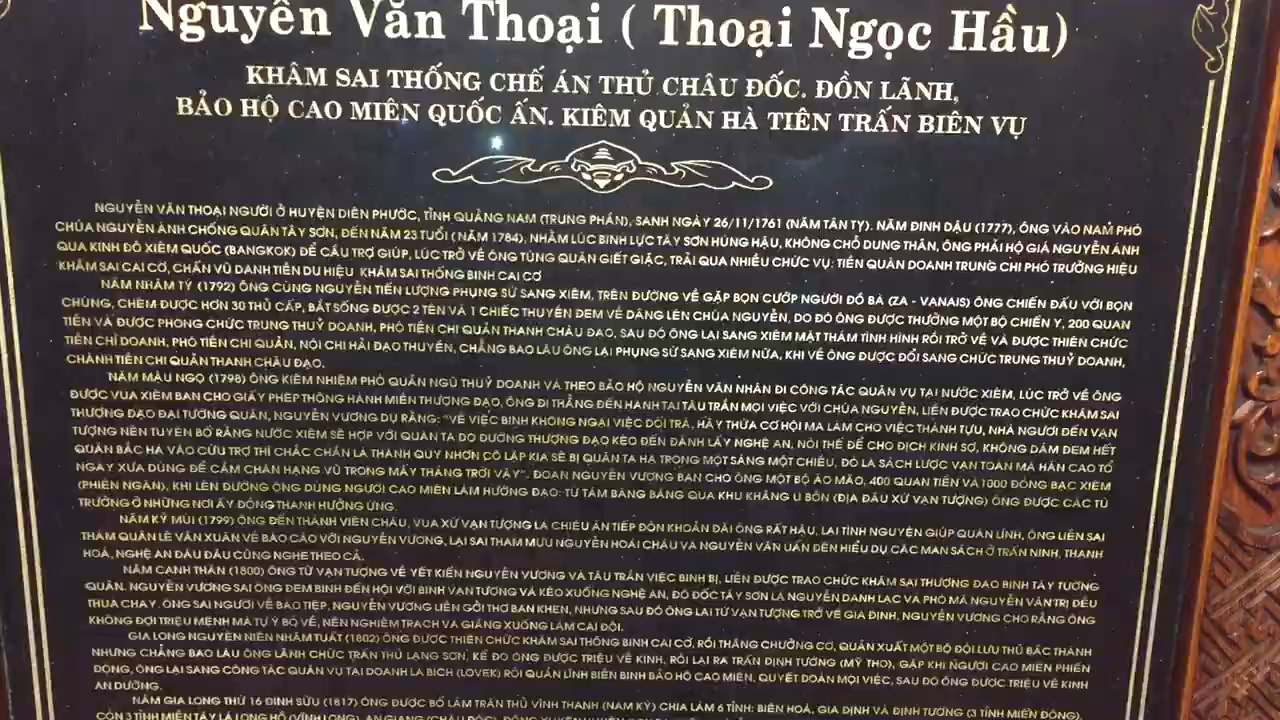 Nguyễn Văn Thoại ( Thoại Ngọc Hầu)
KHÂM SAI THỐNG CHẾ ÁN THỦ CHÂU ĐỐC. ĐỒN LÃNH,
BẢO HỘ CAO MIÊN QUỐC ẤN. KIÊM QUẢN HÀ TIÊN TRẤN BIÊN VỤ
NGUYỄN VĂN THOẠI NGƯỜI Ở HUYỆN DIÊN PHƯỚC, TỈNH QUẢNG NAM (TRUNG PHẦN), SANH NGÀY 26/11/1761 (NĂM TÂN TỴ). NĂM ĐINH DẬU (1777), ÔNG VÀO NAM PHÒ
CHÚA NGUYỄN ÁNH CHỐNG QUÂN TÂY SƠN, ĐẾN NĂM 23 TUỔI ( NĂM 1784), NHẰM LÚC BINH LỰC TÂY SƠN HÙNG HẬU, KHÔNG CHỖ DUNG THÂN, ÔNG PHẢI HỘ GIÁ NGUYỄN ÁNH
QUA KINH ĐÔ XIÊM QUỐC (BANGKOK) ĐỂ CẦU TRỢ GIÚP, LÚC TRỞ VỀ ÔNG TÙNG QUÂN GIẾT GIẶC, TRẢI QUA NHIỀU CHỨC VỤ: TIỀN QUÂN DOANH TRUNG CHI PHÓ TRƯỞNG HIỆU
KHÂM SAI CAI CƠ, CHẤN VŨ DANH TIỀN DU HIỆU KHÂM SAI THỐNG BINH CAI CƠ
NĂM NHÂM TÝ (1792) ÔNG CÙNG NGUYỄN TIẾN LƯỢNG PHỤNG SỨ SANG XIÊM, TRÊN ĐƯỜNG VỀ GẶP BỌN CƯỚP NGƯỜI ĐỒ BÀ (ZA - VANAIS) ÔNG CHIẾN ĐẤU VỚI BỌN
CHÚNG, CHÉM ĐƯỢC HƠN 30 THỦ CẤP, BẮT SỐNG ĐƯỢC 2 TÊN VÀ 1 CHIẾC THUYỀN ĐEM VỀ DÂNG LÊN CHÚA NGUYỄN, DO ĐÓ ÔNG ĐƯỢC THƯỞNG MỘT BỘ CHIẾN Y, 200 QUAN
TIỀN VÀ ĐƯỢC PHONG CHỨC TRUNG THUỶ DOANH, PHÓ TIỀN CHI QUẢN THANH CHÂU ĐẠO, SAU ĐÓ ÔNG LẠI SANG XIÊM MẬT THÁM TÌNH HÌNH RỒI TRỞ VỀ VÀ ĐƯỢC THIÊN CHỨC
TIỀN CHỈ DOANH, PHÓ TIỀN CHI QUẢN, NỘI CHI HẢI ĐẠO THUYỀN, CHẲNG BAO LÂU ÔNG LẠI PHỤNG SỨ SANG XIÊM NỮA, KHI VỀ ÔNG ĐƯỢC ĐỔI SANG CHỨC TRUNG THUỶ DOANH,
CHÁNH TIỀN CHI QUẢN THANH CHÂU ĐẠO.
NĂM MẬU NGỌ (1798) ÔNG KIÊM NHIỆM PHÓ QUẢN NGŨ THUỶ DOANH VÀ THEO BẢO HỘ NGUYỄN VĂN NHÂN ĐI CÔNG TÁC QUÂN VỤ TẠI NƯỚC XIÊM, LÚC TRỞ VỀ ÔNG
ĐƯỢC VUA XIÊM BAN CHO GIẤY PHÉP THÔNG HÀNH MIỀN THƯỢNG ĐẠO, ÔNG ĐI THẲNG ĐẾN HÀNH TẠI TÂU TRẦN MỌI VIỆC VỚI CHÚA NGUYỄN, LIỀN ĐƯỢC TRAO CHỨC KHÂM SAI
THƯỢNG ĐẠO ĐẠI TƯỚNG QUÂN, NGUYỄN VƯƠNG DỤ RẰNG: "VỀ VIỆC BINH KHÔNG NGẠI VIỆC DỐI TRÁ, HÃY THỪA CƠ HỘI MÀ LÀM CHO VIỆC THÀNH TỰU, NHÀ NGƯƠI ĐẾN VẠN
TƯỢNG NÊN TUYÊN BỐ RẰNG NƯỚC XIÊM SẼ HỢP VỚI QUÂN TA DO ĐƯỜNG THƯỢNG ĐẠO KÉO ĐẾN ĐÁNH LẤY NGHỆ AN, NÓI THẾ ĐỂ CHO ĐỊCH KINH SỢ, KHÔNG DÁM ĐEM HẾT
QUÂN BẮC HÀ VÀO CỨU TRỢ THÌ CHẮC CHẮN LÀ THÀNH QUY NHƠN CÔ LẬP KIA SẼ BỊ QUÂN TA HẠ TRONG MỘT SÁNG MỘT CHIỀU, ĐÓ LÀ SÁCH LƯỢC VẠN TOÀN MÀ HÁN CAO TỔ
NGÀY XƯA DÙNG ĐỂ CẦM CHÂN HẠNG VŨ TRONG MẤY THÁNG TRỜI VẬY". ĐOẠN NGUYỄN VƯƠNG BAN CHO ÔNG MỘT BỘ ÁO MÃO, 400 QUAN TIỀN VÀ 1000 ĐỒNG BẠC XIÊM
(PHIÊN NGÂN), KHI LÊN ĐƯỜNG ÔNG DÙNG NGƯỜI CAO MIÊN LÀM HƯỚNG ĐẠO: TỪ TẦM BÂNG BĂNG QUA KHU KHĂNG U BÔN (ĐỊA ĐẦU XỨ VẠN TƯỢNG) ÔNG ĐƯỢC CÁC TÙ
TRƯỞNG Ở NHỮNG NƠI ẤY ĐỒNG THANH HƯỞNG ỨNG.
NĂM KỶ MÙI (1799) ÔNG ĐẾN THÀNH VIÊN CHÂU, VUA XỨ VẠN TƯỢNG LÀ CHIÊU ẤN TIẾP ĐÓN KHOẢN ĐÃI ÔNG RẤT HẬU, LẠI TÌNH NGUYỆN GIÚP QUÂN LÍNH, ÔNG LIỀN SAI
THAM QUÂN LÊ VĂN XUÂN VỀ BÁO CÁO VỚI NGUYỄN VƯƠNG, LẠI SAI THAM MƯU NGUYỄN HOÀI CHÂU VÀ NGUYỄN VĂN UẨN ĐẾN HIỂU DỤ CÁC MAN SÁCH Ở TRẤN NINH, THANH
HOÁ, NGHỆ AN ĐÂU ĐÂU CŨNG NGHE THEO CẢ.
NĂM CANH THÂN (1800) ÔNG TỪ VẠN TƯỢNG VỀ YẾT KIẾN NGUYỄN VƯƠNG VÀ TÂU TRẦN VIỆC BINH BỊ, LIỀN ĐƯỢC TRAO CHỨC KHÂM SAI THƯỢNG ĐẠO BÌNH TÂY TƯỚNG
QUÂN. NGUYỄN VƯƠNG SAI ÔNG ĐEM BINH ĐẾN HỘI VỚI BINH VẠN TƯỢNG VÀ KÉO XUỐNG NGHỆ AN, ĐÔ ĐỐC TÂY SƠN LÀ NGUYỄN DANH LẠC VÀ PHÒ MÃ NGUYỄN VĂN TRỊ ĐỀU
THUA CHẠY. ÔNG SAI NGƯỜI VỀ BÁO TIỆP, NGUYỄN VƯƠNG LIỀN GỞI THƠ BAN KHEN, NHƯNG SAU ĐÓ ÔNG LẠI TỪ VẠN TƯỢNG TRỞ VỀ GIA ĐỊNH, NGUYỄN VƯƠNG CHO RẰNG ÔNG
KHÔNG ĐỢI TRIỆU MỆNH MÀ TỰ Ý BỎ VỀ, NÊN NGHIÊM TRÁCH VÀ GIÁNG XUỐNG LÀM CAI ĐỘI.
GIA LONG NGUYÊN NIÊN NHÂM TUẤT (1802) ÔNG ĐƯỢC THIÊN CHỨC KHÂM SAI THỐNG BINH CAI CƠ, RỒI THĂNG CHƯỞNG CƠ, QUẢN XUẤT MỘT BỘ ĐỘI LƯU THỦ BẮC THÀNH
NHƯNG CHẲNG BAO LÂU ÔNG LÃNH CHỨC TRẤN THỦ LẠNG SƠN, KẾ ĐÓ ÔNG ĐƯỢC TRIỆU VỀ KINH, RỒI LẠI RA TRẤN ĐỊNH TƯỜNG (MỸ THO), GẶP KHI NGƯỜI CAO MIÊN PHIẾN
ĐỘNG, ÔNG LẠI SANG CÔNG TÁC QUÂN VỤ TẠI DOANH LA BÍCH (LOVEK) RỒI QUẢN LĨNH BIÊN BINH BẢO HỘ CAO MIÊN, QUYẾT ĐOÁN MỌI VIỆC, SAU ĐÓ ÔNG ĐƯỢC TRIỆU VỀ KINH
AN DƯỠNG.
NĂM GIA LONG THỨ 16 ĐINH SỬU (1817) ÔNG ĐƯỢC BỔ LÀM TRẤN THỦ VĨNH THANH (NAM KỲ) CHIA LÀM 6 TỈNH: BIÊN HOÀ, GIA ĐỊNH VÀ ĐỊNH TƯỜNG (3 TỈNH MIỀN ĐÔNG),
CÒN 3 TỈNH MIỀN TÂY LÀ LONG HỒ (VĨNH LONG), AN GIANG (CHÂU ĐỐC),